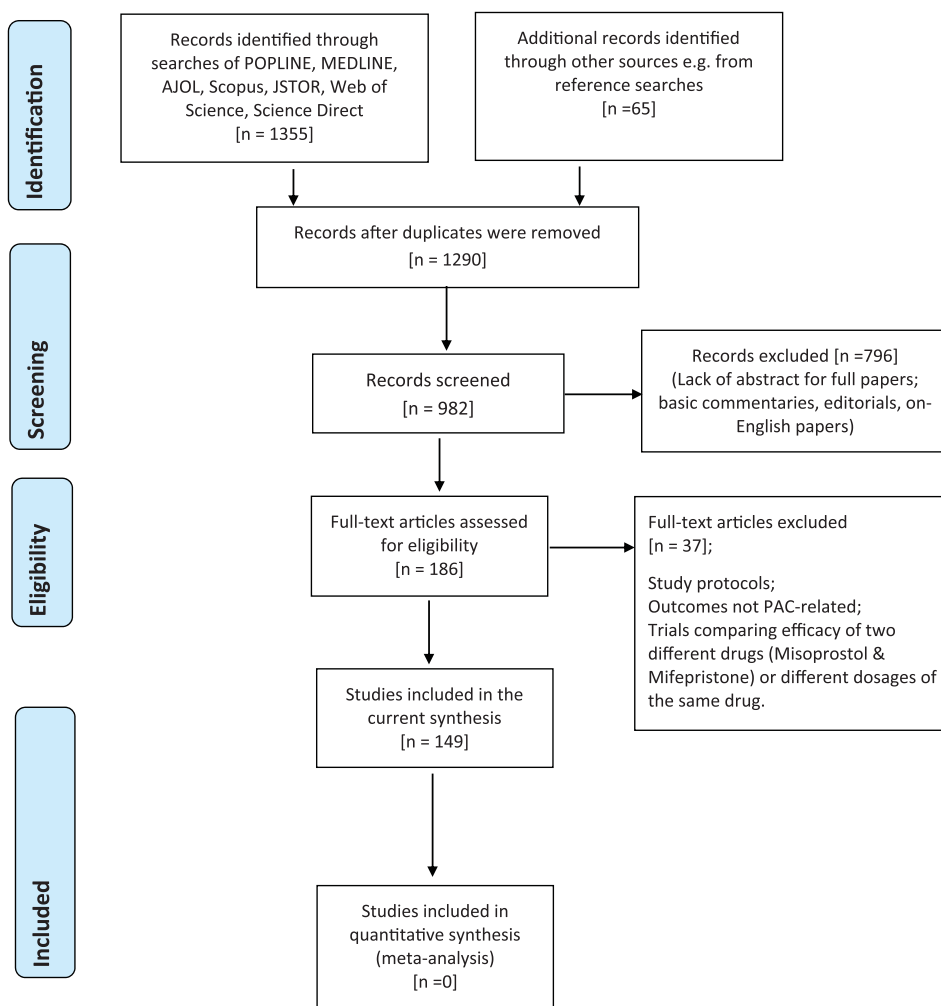 Identification
Records identified through
searches of POPLINE, MEDLINE,
AJOL, Scopus, JSTOR, Web of
Science, Science Direct
[n = 1355]
Additional records identified
through other sources e.g. from
reference searches
[n =65]
Records after duplicates were removed
[n = 1290]
Screening
Records screened
[n = 982]
Records excluded [n =796]
(Lack of abstract for full papers;
basic commentaries, editorials, on-
English papers)
Eligibility
Full-text articles assessed
for eligibility
[n = 186]
Full-text articles excluded
[n = 37];
Study protocols;
Outcomes not PAC-related;
Trials comparing efficacy of two
different drugs (Misoprostol &
Mifepristone) or different dosages of
the same drug.
Included
Studies included in the
current synthesis
[n = 149]
Studies included in
quantitative synthesis
(meta-analysis)
[n =0]